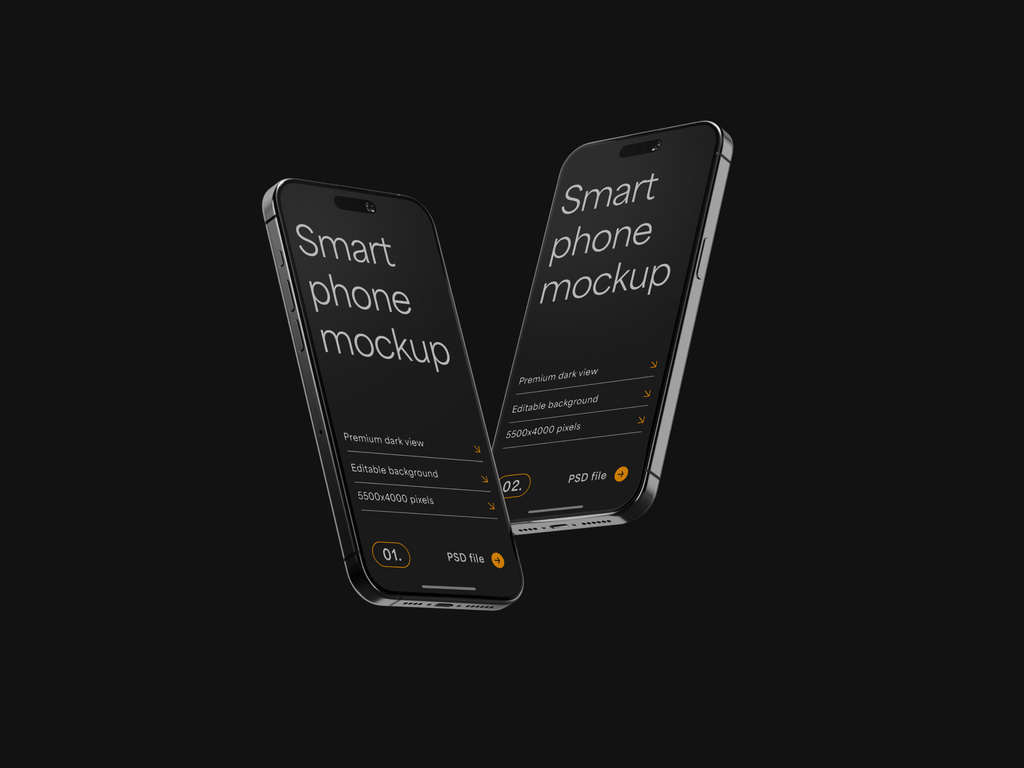 Smart
phone
mockup
Premium dark view
Editable background
5500x4000 pixels
01.
PSD file
Smart
phone
mockup
Premium dark view
Editable background
5500x4000 pixels
02.
PSD file